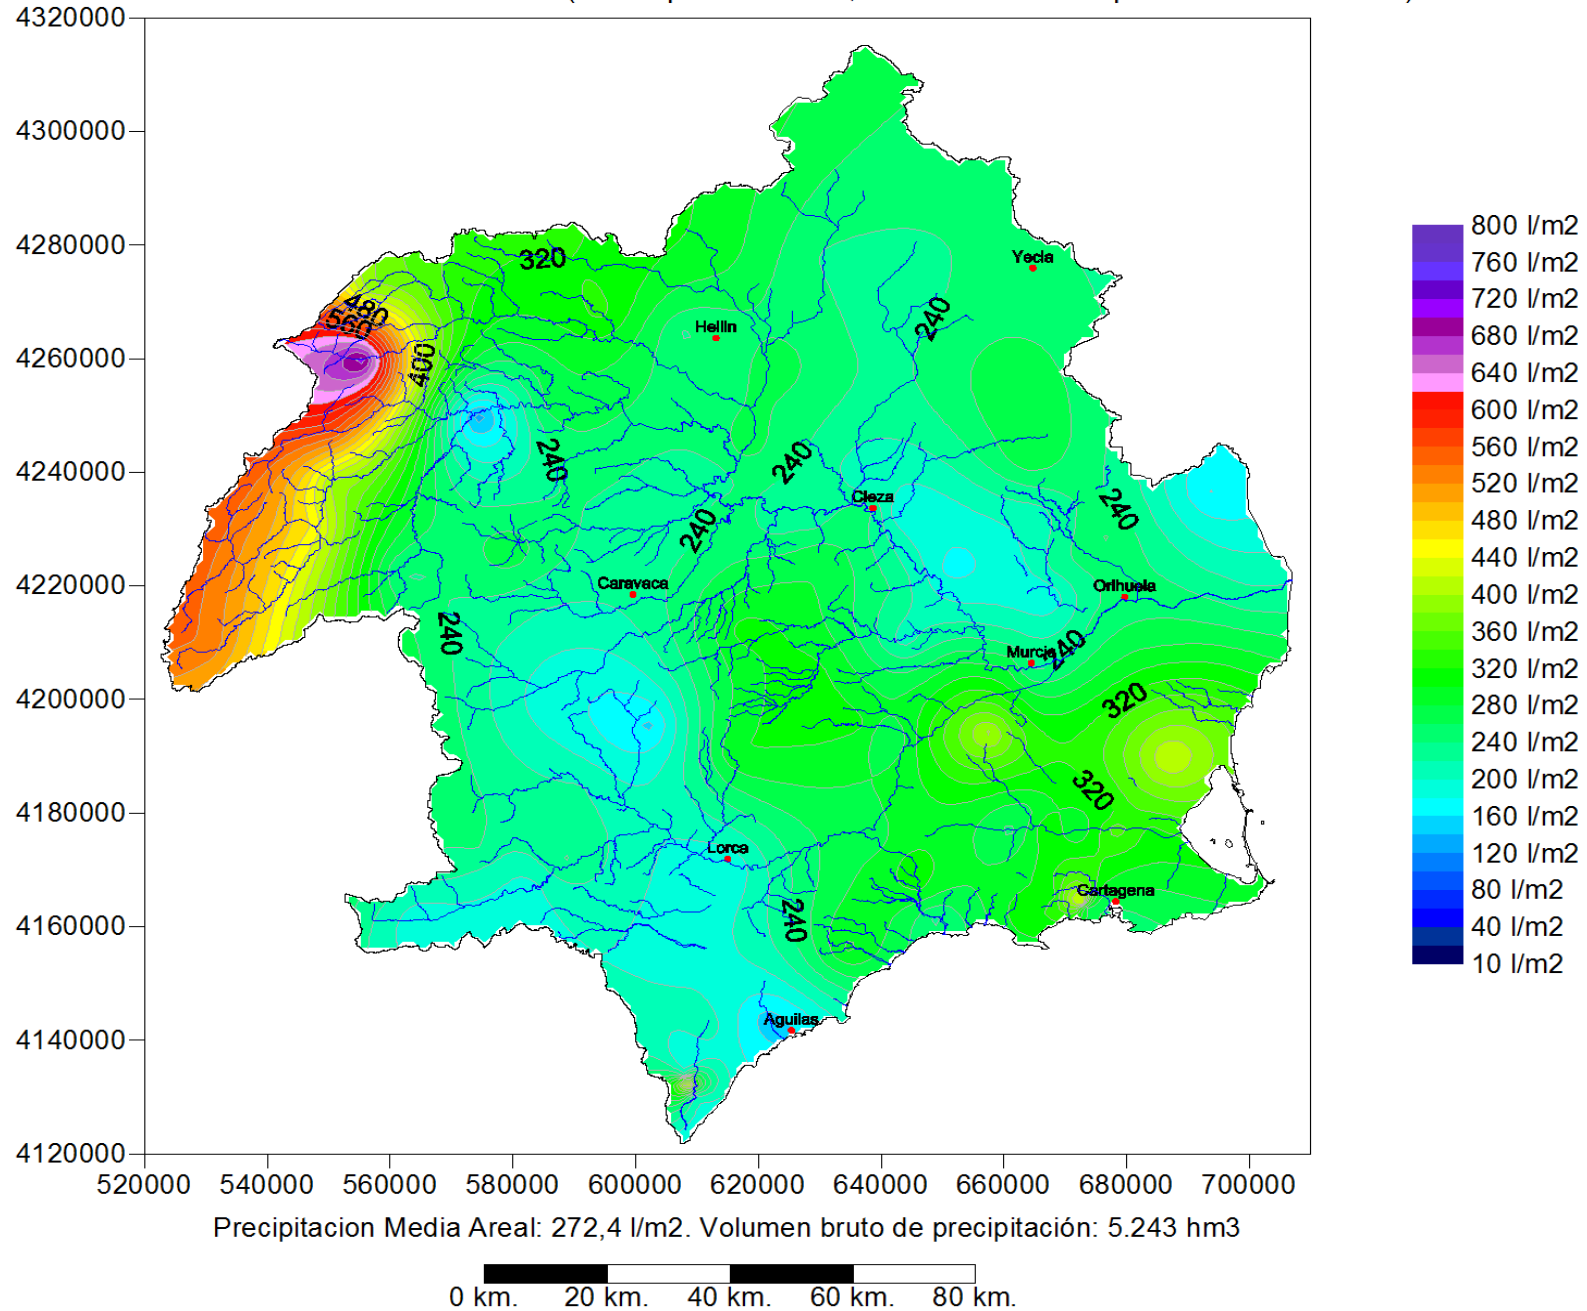 4320000
4300000
4280000
4260000
4240000
4220000
4200000
4180000
4160000
4140000
4120000
520000 540000 560000 580000 600000 620000 640000 660000 680000 700000
320
480
560
400
Hellin
Yecla
240
240
240
240
Cieza
240
Caravaca
Orihuela
240
Murcia
240
320
320
Lorca
Cartagena
240
Aguilas
800 l/m2
760 l/m2
720 l/m2
680 l/m2
640 l/m2
600 l/m2
560 l/m2
520 l/m2
480 l/m2
440 l/m2
400 l/m2
360 l/m2
320 l/m2
280 l/m2
240 l/m2
200 l/m2
160 l/m2
120 l/m2
80 l/m2
40 l/m2
10 l/m2
Precipitacion Media Areal: 272,4 l/m2. Volumen bruto de precipitación: 5.243 hm3
0 km. 20 km. 40 km. 60 km. 80 km.